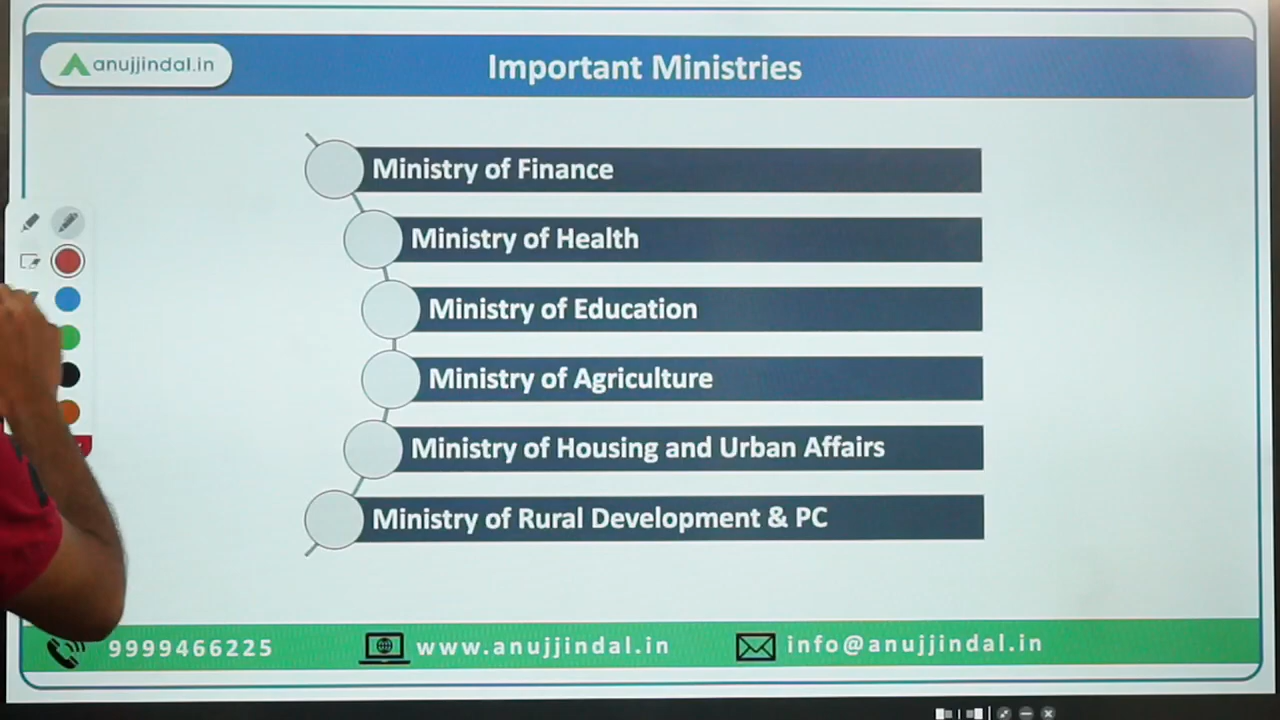 anujjindal.in
Important Ministries
Ministry of Finance
Ministry of Health
Ministry of Education
Ministry of Agriculture
Ministry of Housing and Urban Affairs
Ministry of Rural Development & PC
9999466225
www.anujjindal.in
info@anujjindal.in